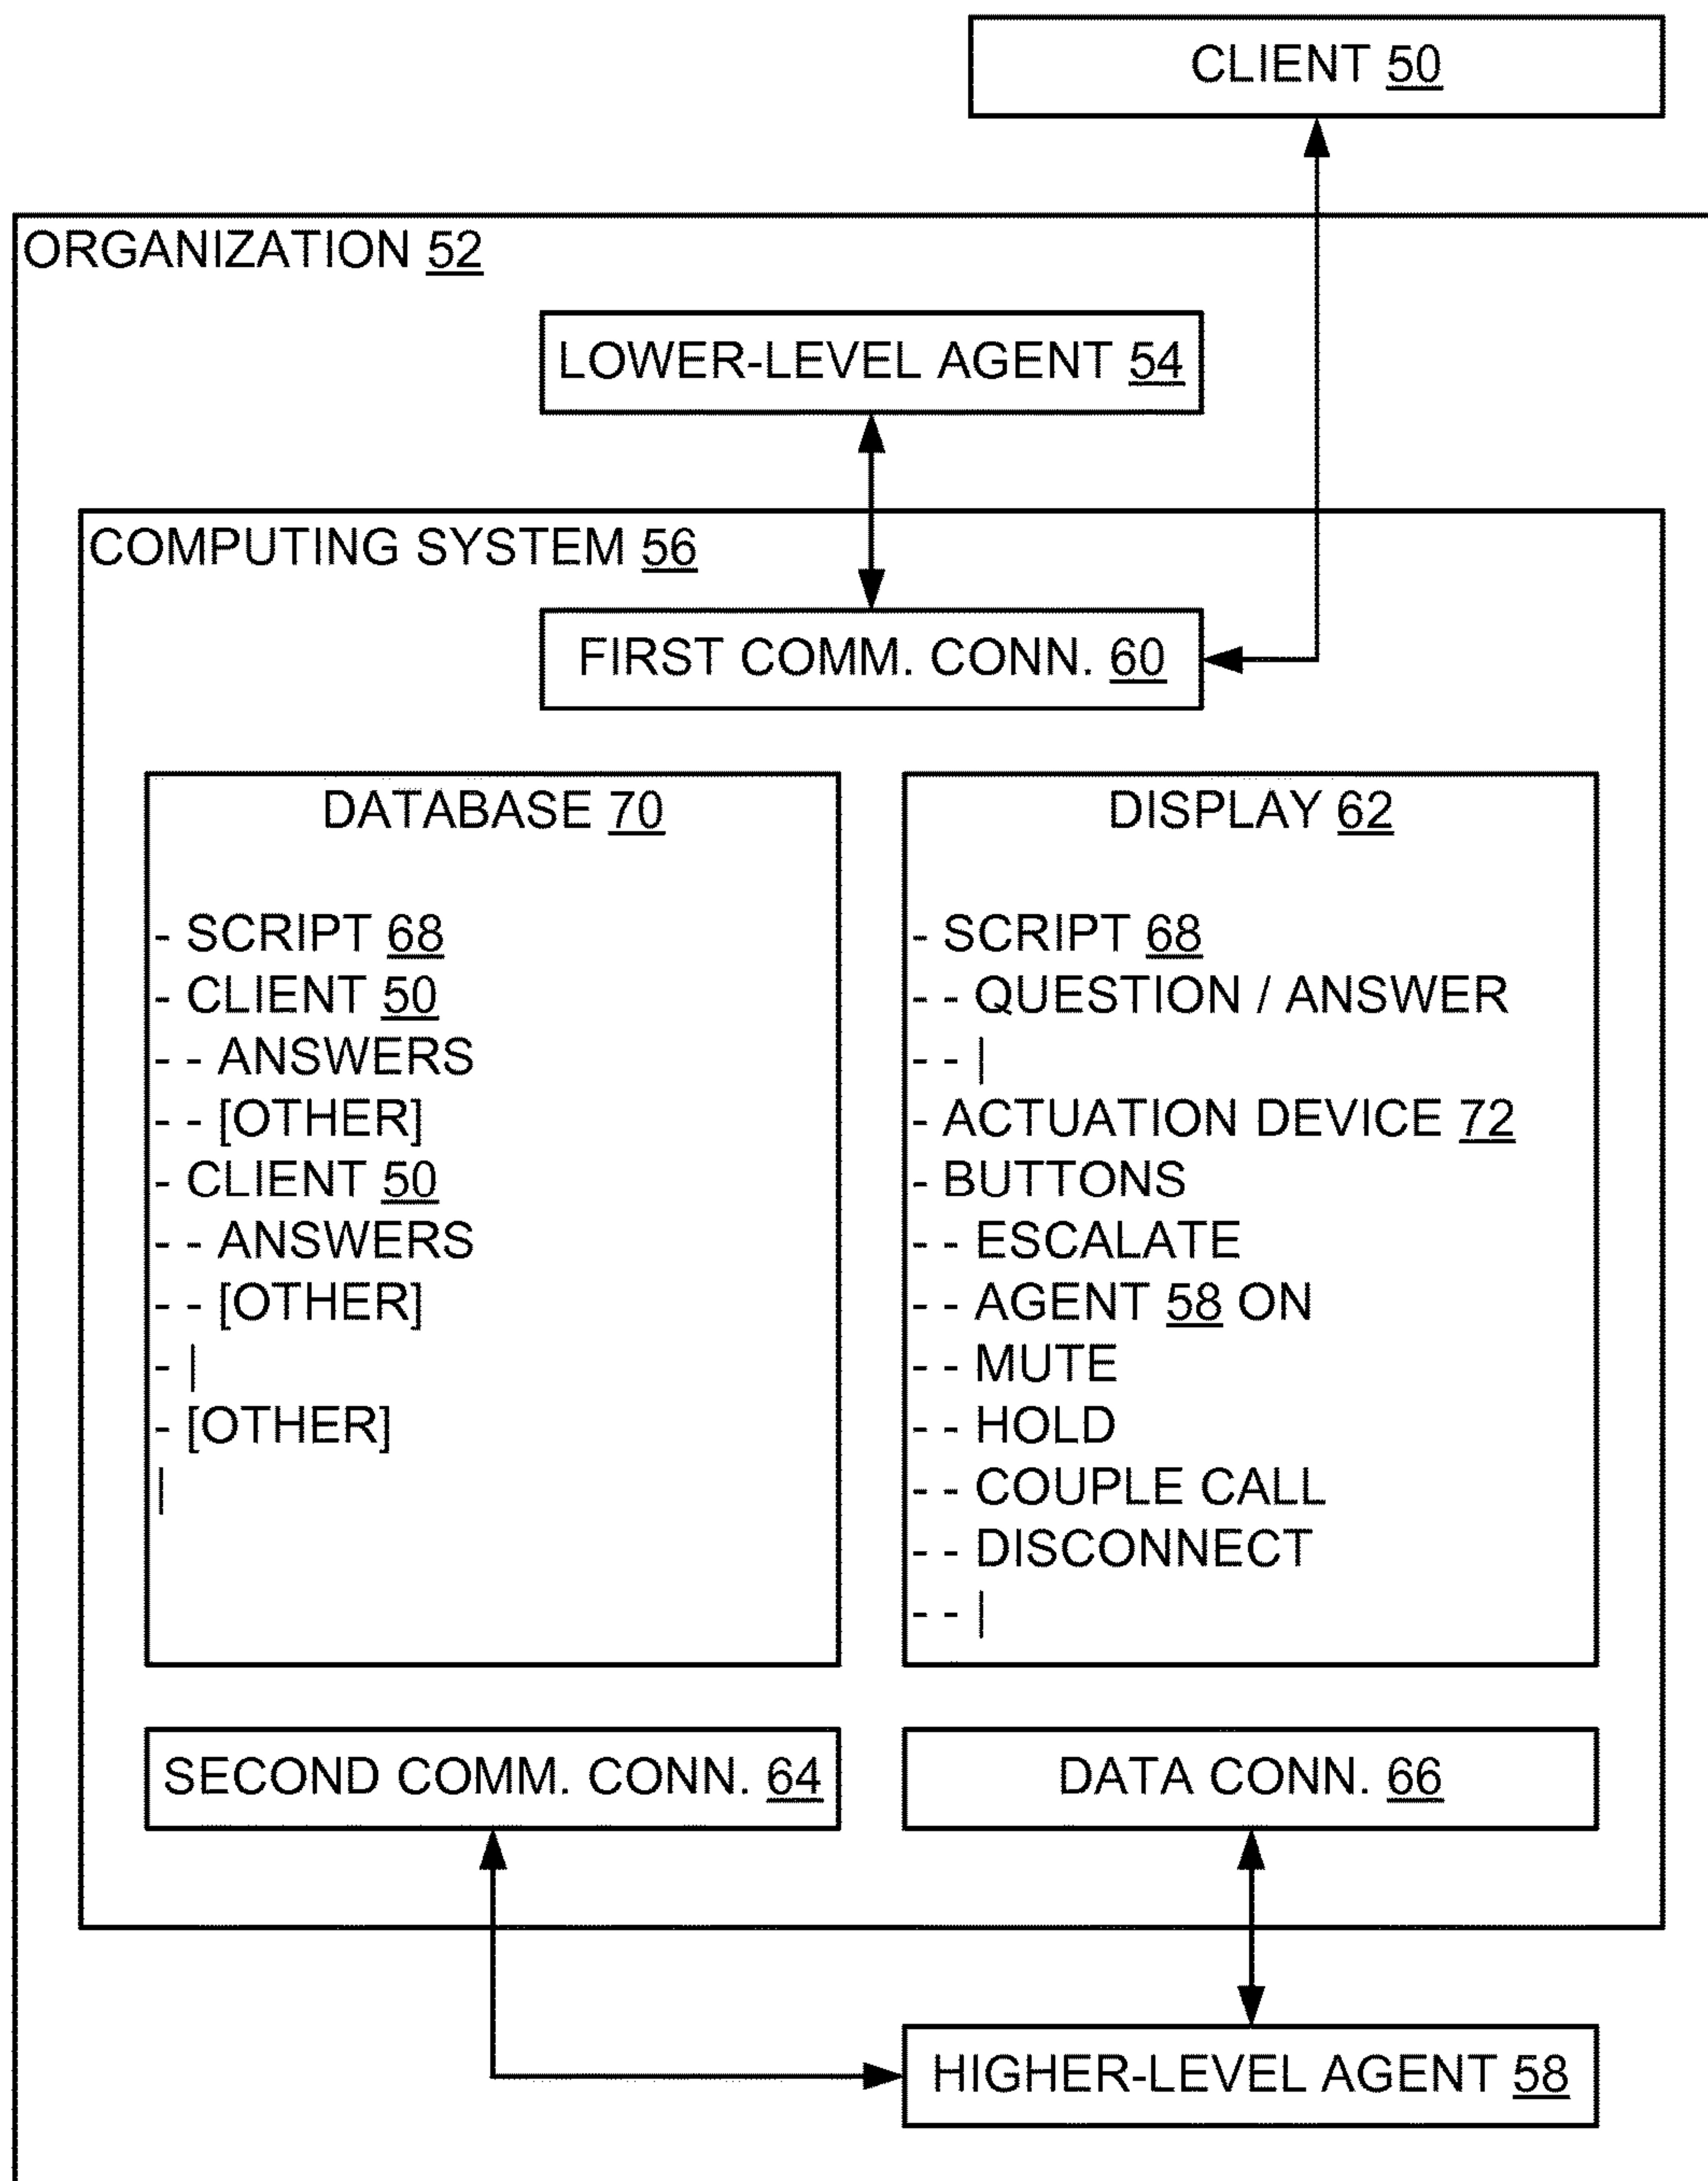 CLIENT 50
ORGANIZATION 52
LOWER-LEVEL AGENT 54
COMPUTING SYSTEM 56
FIRST COMM. CONN. 60
DATABASE 70
- SCRIPT 68
- CLIENT 50
- - ANSWERS
- - [OTHER]
- CLIENT 50
- - ANSWERS
- - [OTHER]
- |
- [OTHER]
|
DISPLAY 62
- SCRIPT 68
- - QUESTION / ANSWER
- - |
- ACTUATION DEVICE 72
- BUTTONS
- - ESCALATE
- - AGENT 58 ON
- - MUTE
- - HOLD
- - COUPLE CALL
- - DISCONNECT
- - |
SECOND COMM. CONN. 64
DATA CONN. 66
HIGHER-LEVEL AGENT 58